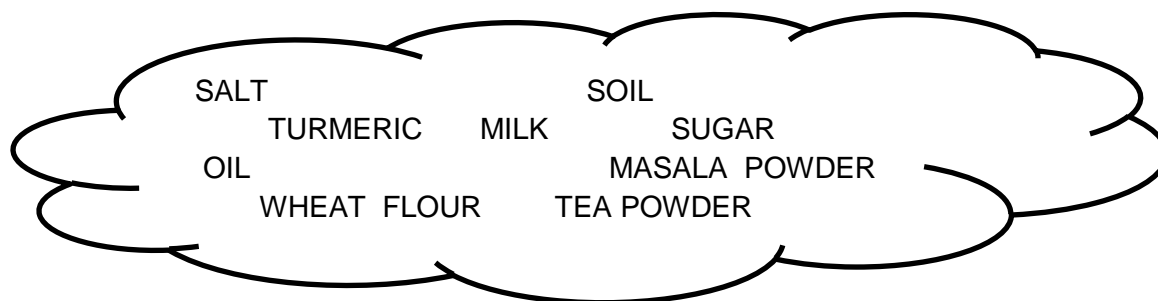 SALT SOIL
TURMERIC MILK SUGAR
OIL MASALA POWDER
WHEAT FLOUR TEA POWDER